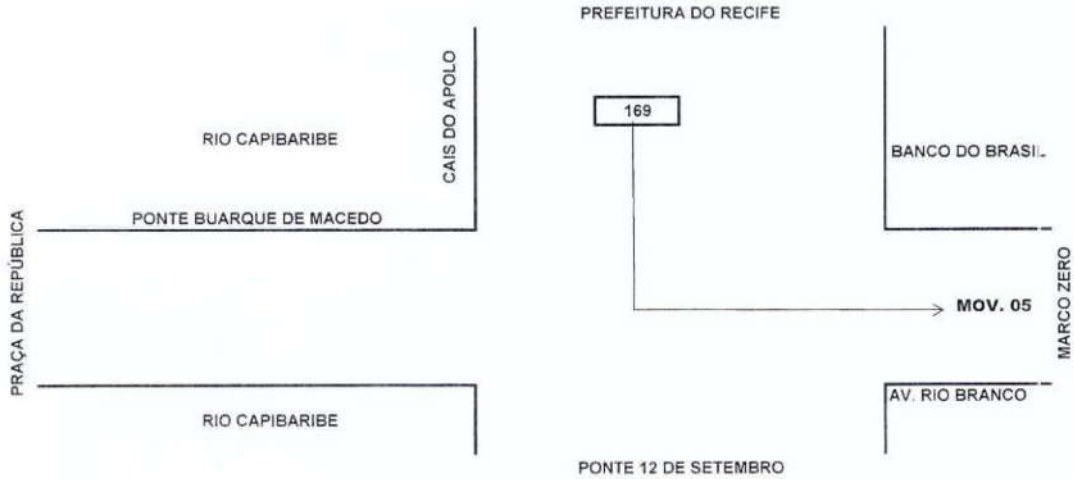 PREFEITURA DO RECIFE
CAIS DO APOLO
169
RIO CAPIBARIBE
BANCO DO BRASIL
PONTE BUARQUE DE MACEDO
PRAÇA DA REPÚBLICA
MOV. 05
MARCO ZERO
AV. RIO BRANCO
RIO CAPIBARIBE
PONTE 12 DE SETEMBRO